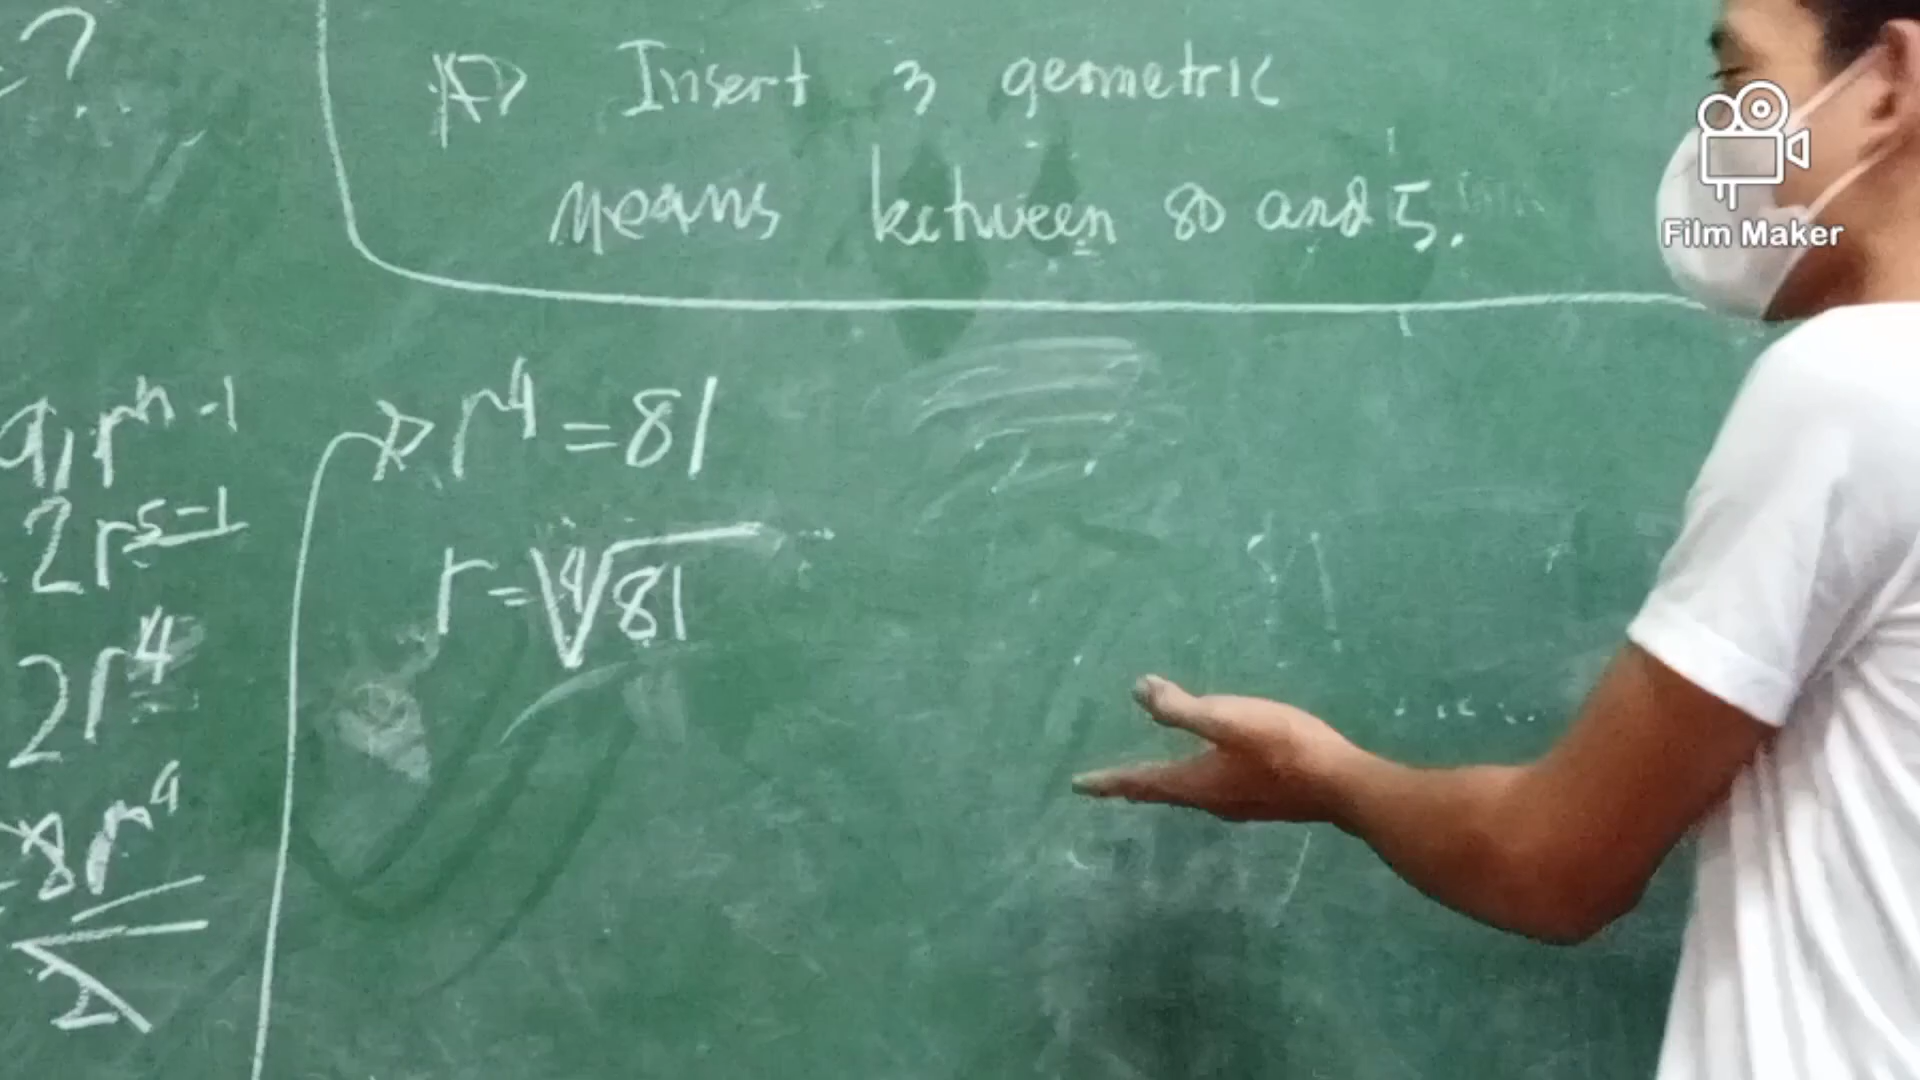 = ?
Insert 3 geometric
means between 80 and 5.
Film Maker
a₁rⁿ⁻¹
2r⁵⁻¹
2r⁴
8r⁴
2
r⁴ = 81
r = ⁴√81